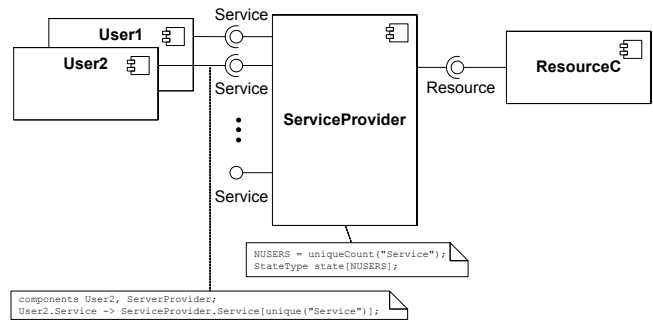 Service
User1
User2
Service
ServiceProvider
Service
Resource
ResourceC
NUSERS = uniqueCount("Service");
StateType state[NUSERS];
components User2, ServerProvider;
User2.Service -> ServiceProvider.Service[unique("Service")];